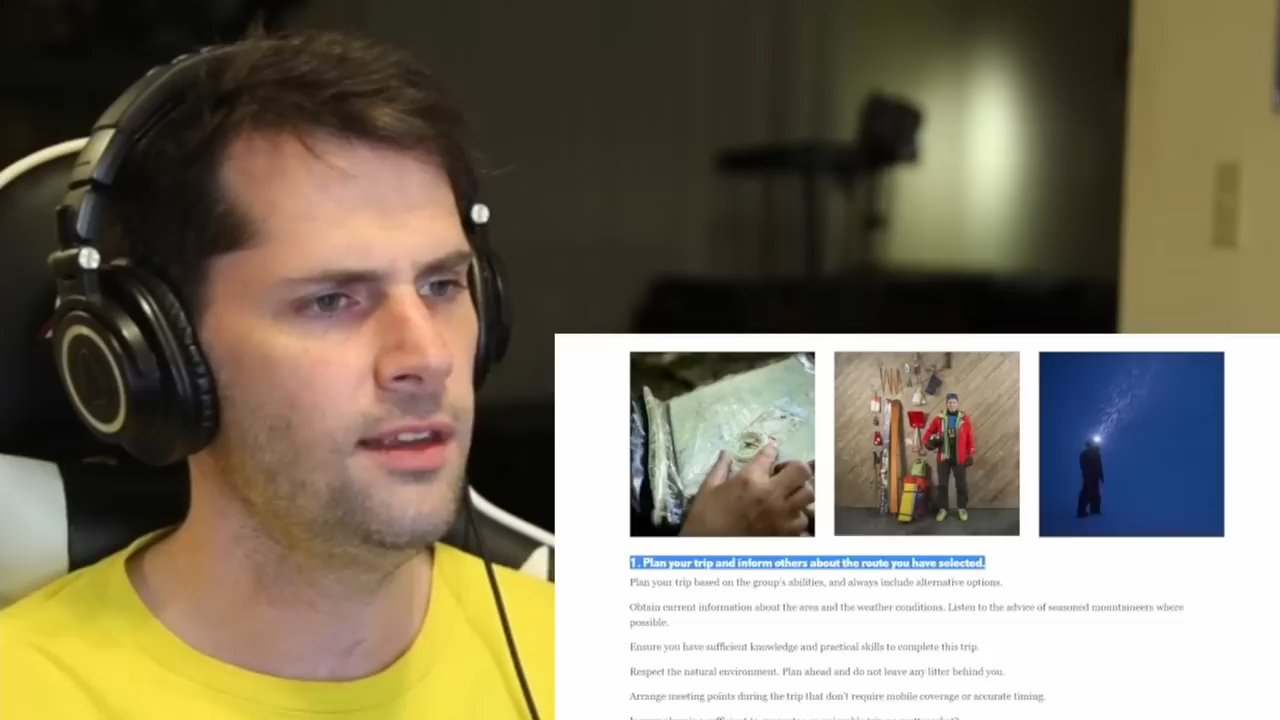 1. Plan your trip and inform others about the route you have selected.
Plan your trip based on the group's abilities, and always include alternative options.
Obtain current information about the area and the weather conditions. Listen to the advice of seasoned mountaineers where
possible.
Ensure you have sufficient knowledge and practical skills to complete this trip.
Respect the natural environment. Plan ahead and do not leave any litter behind you.
Arrange meeting points during the trip that don't require mobile coverage or accurate timing.